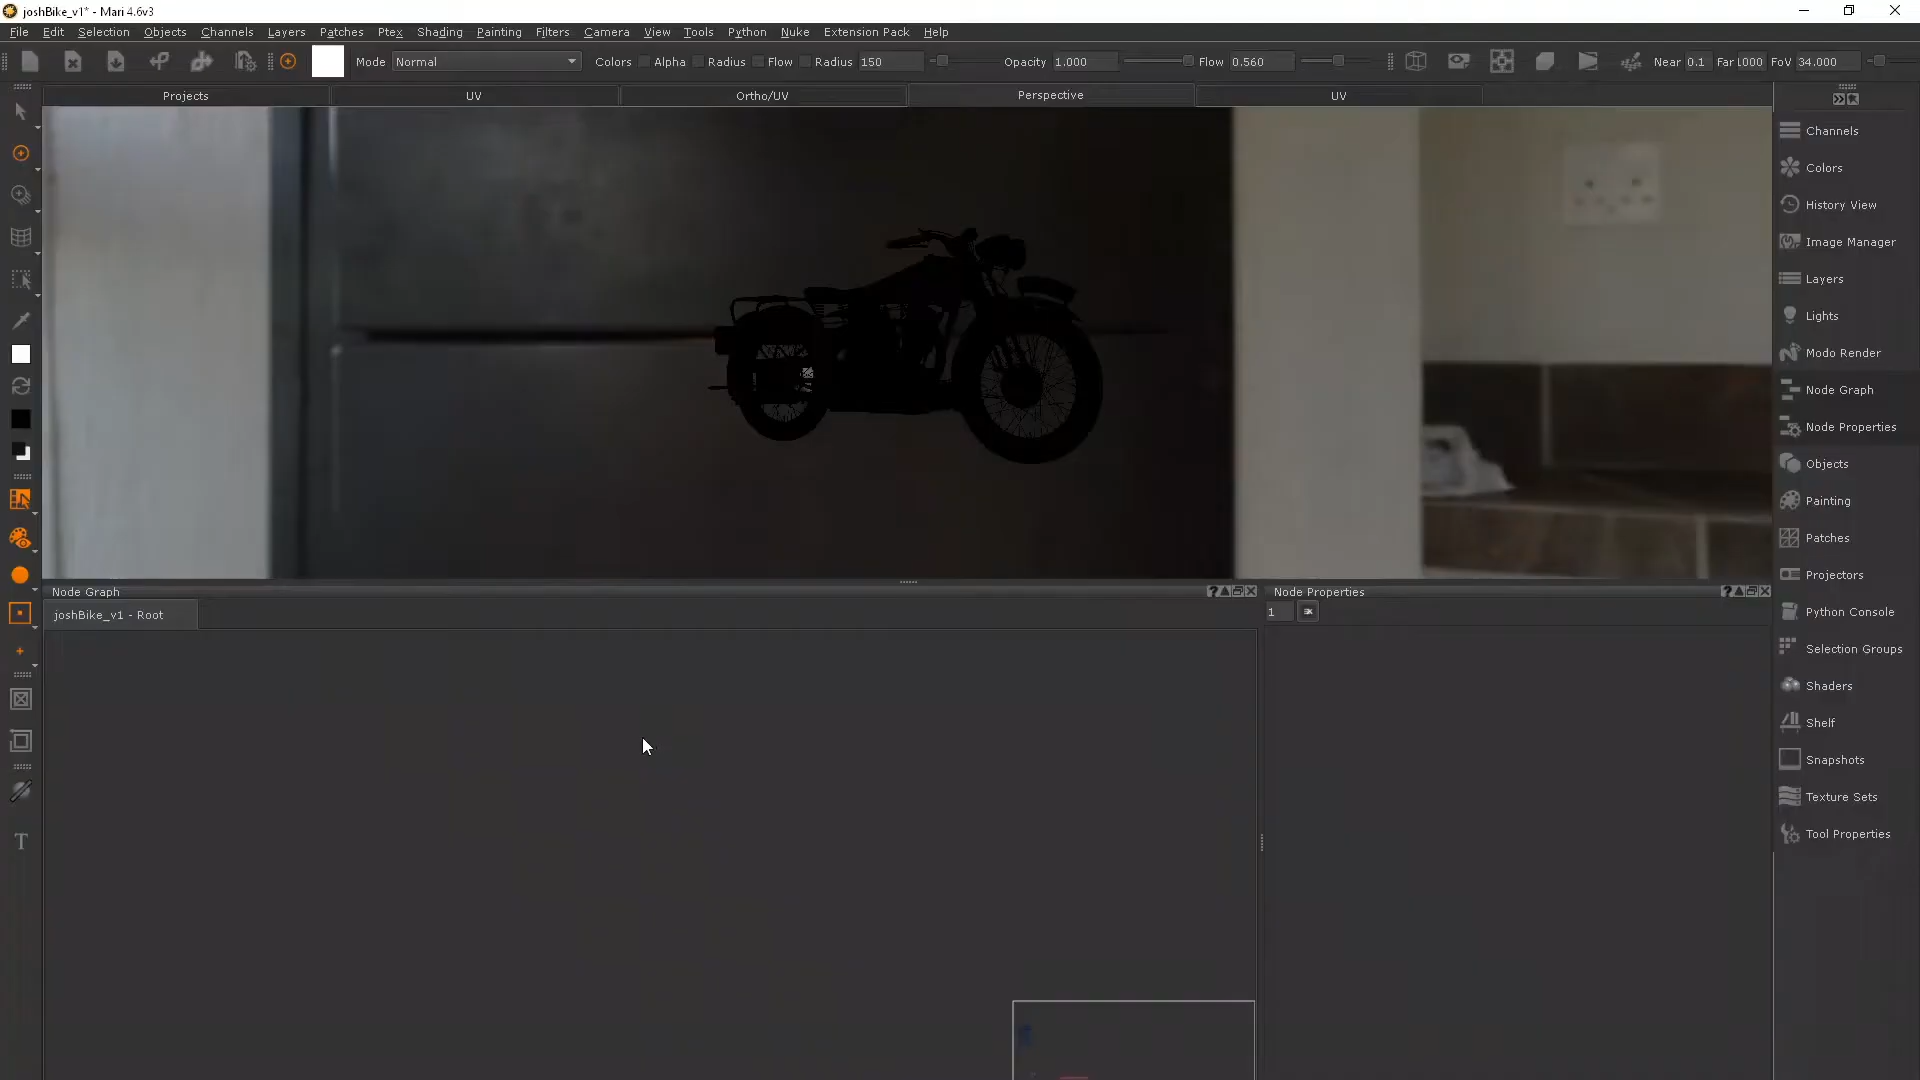 joshBike_v1* - Mari 4.6v3
File Edit Selection Objects Channels Layers Patches Ptex Shading Painting Filters Camera View Tools Python Nuke Extension Pack Help
Mode Normal Colors Alpha Radius Flow Radius 150 Opacity 1.000 Flow 0.560 Near 0.1 Far FoV 34.000
Projects UV Ortho/UV Perspective UV
Channels
Colors
History View
Image Manager
Layers
Lights
Modo Render
Node Graph
Node Properties
Objects
Painting
Patches
Projectors
Python Console
Selection Groups
Shaders
Shelf
Snapshots
Texture Sets
Tool Properties
Node Graph
joshBike_v1 - Root
Node Properties
1
T